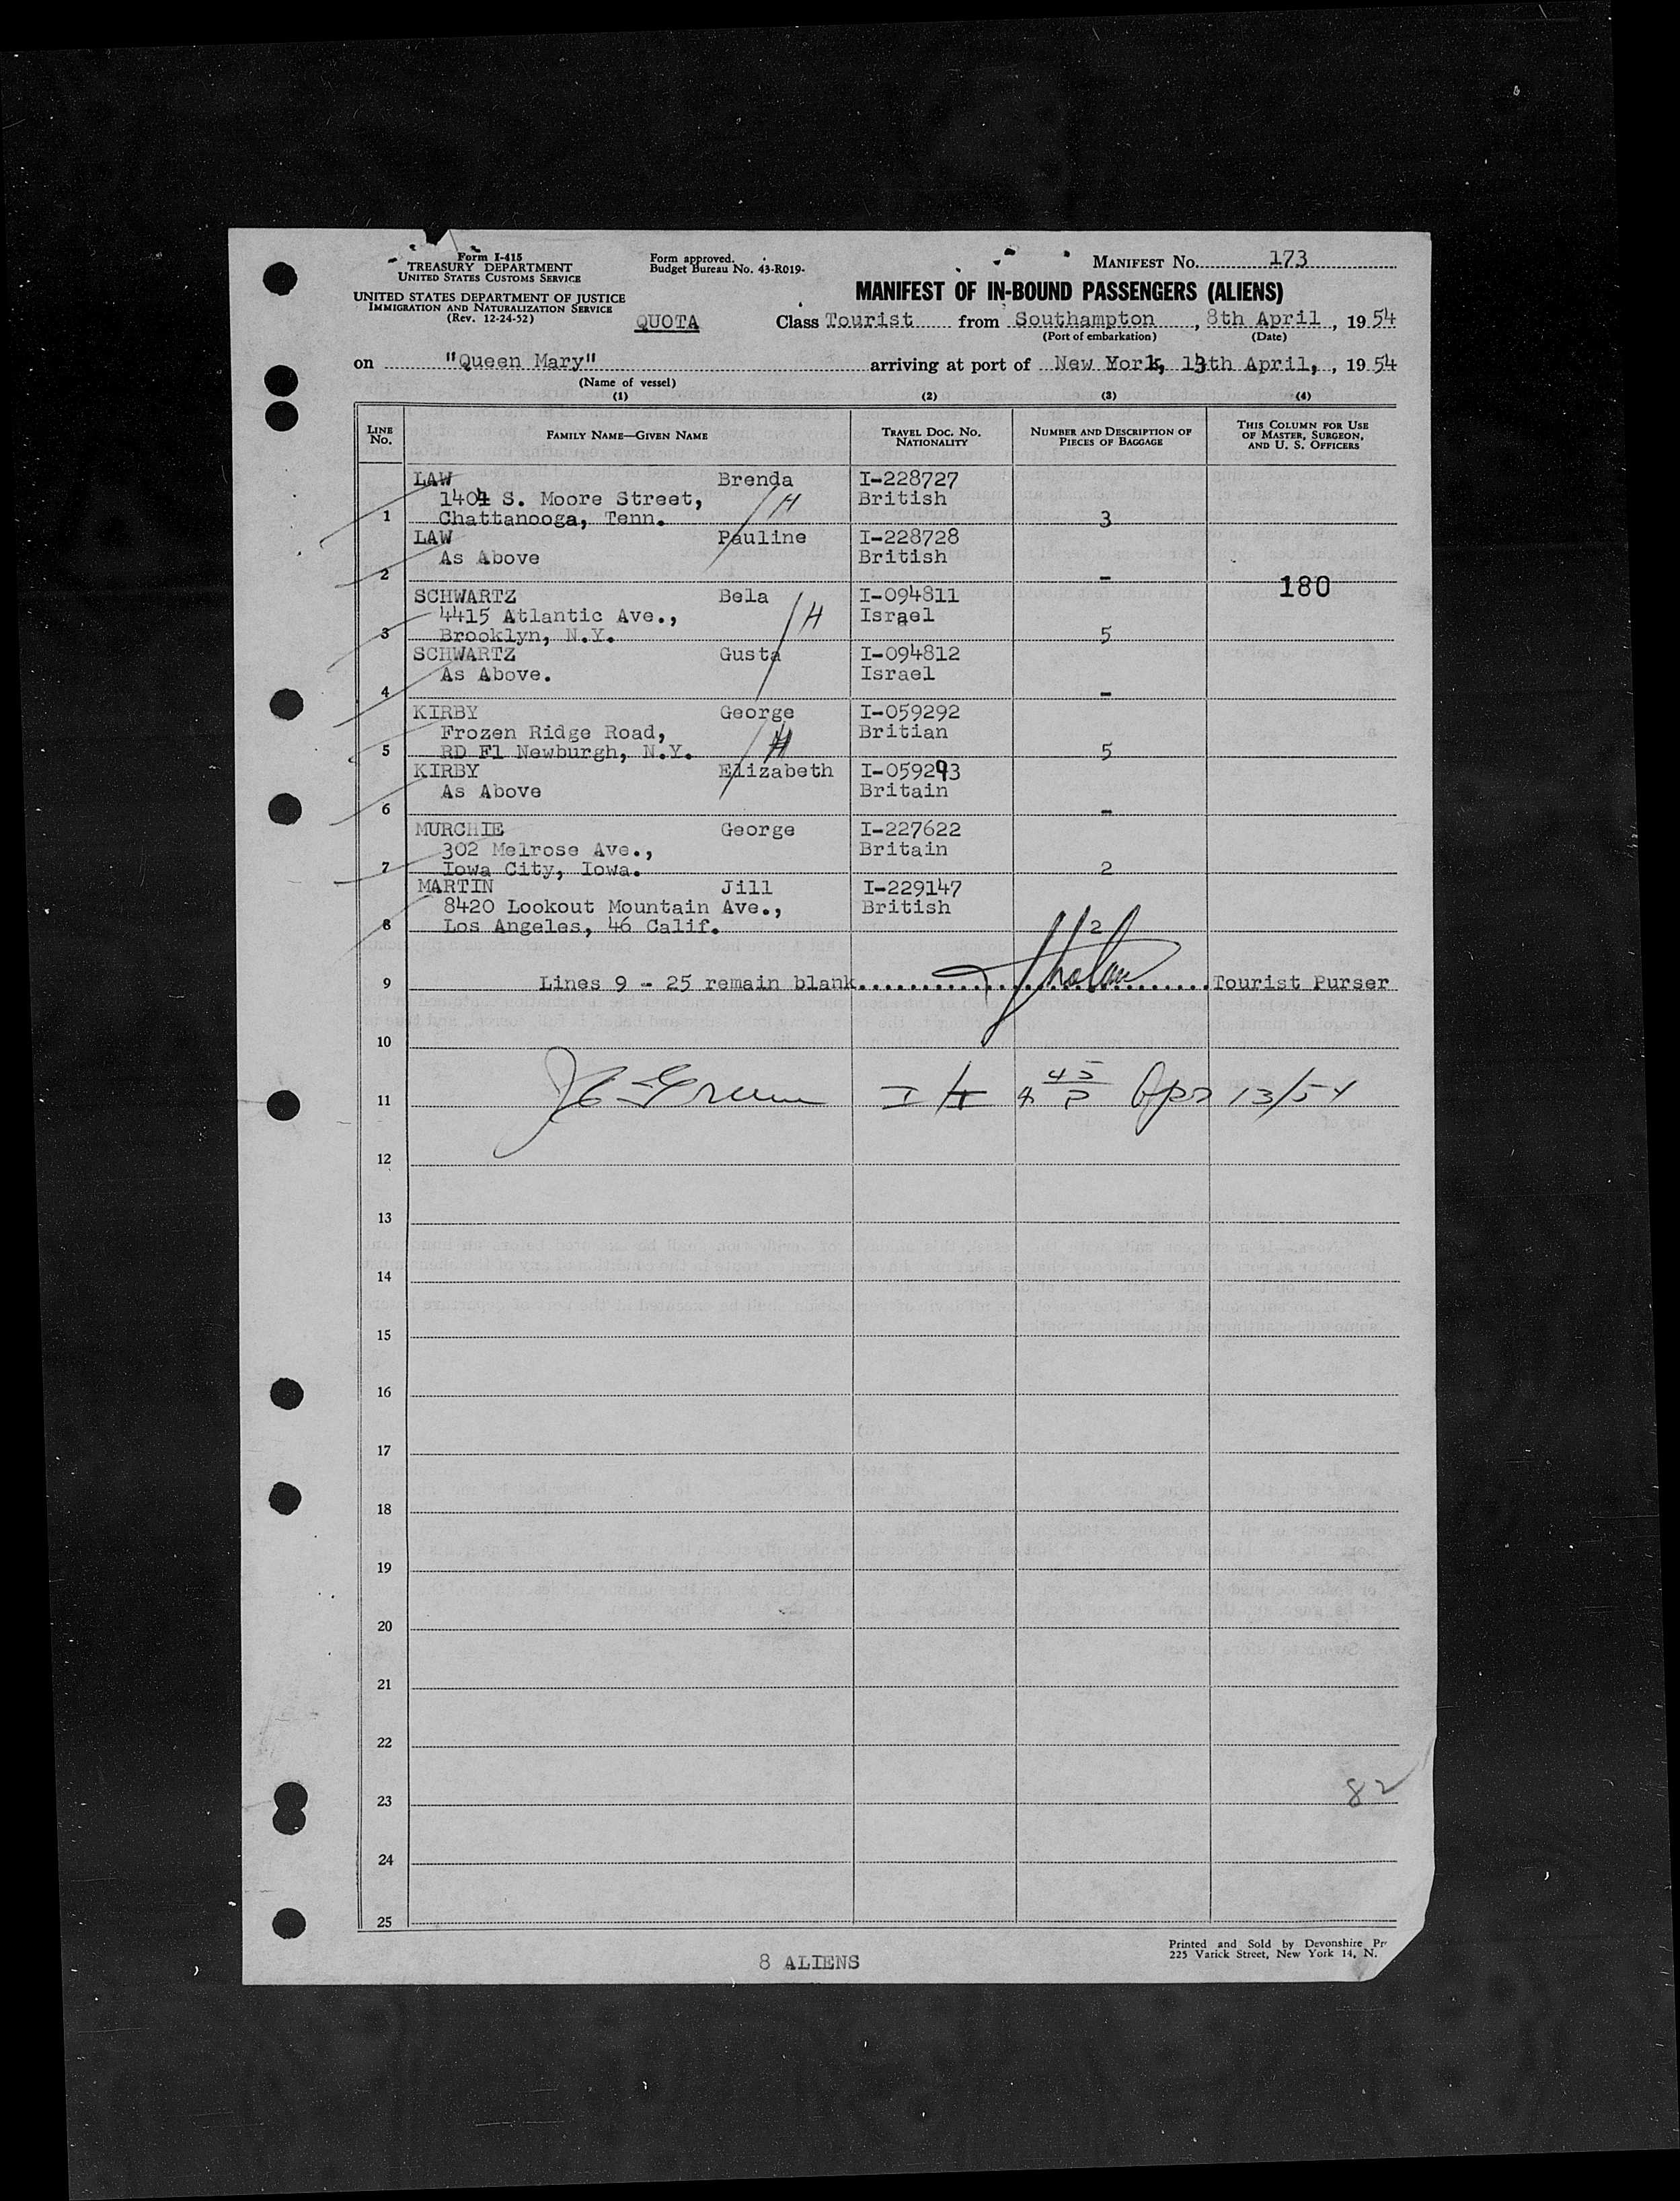 Form I-415
TREASURY DEPARTMENT
UNITED STATES CUSTOMS SERVICE
UNITED STATES DEPARTMENT OF JUSTICE
IMMIGRATION AND NATURALIZATION SERVICE
(Rev. 12-24-52)
Form approved.
Budget Bureau No. 43-R019-
MANIFEST No. 173
MANIFEST OF IN-BOUND PASSENGERS (ALIENS)
QUOTA Class Tourist from Southampton, 8th April, 1954
(Port of embarkation) (Date)
on "Queen Mary" arriving at port of New York, 13th April, , 1954
(Name of vessel)
(1) (2) (3) (4)
LINE No. FAMILY NAME—GIVEN NAME TRAVEL DOC. NO. NATIONALITY NUMBER AND DESCRIPTION OF PIECES OF BAGGAGE THIS COLUMN FOR USE OF MASTER, SURGEON, AND U. S. OFFICERS
LAW Brenda I-228727
1404 S. Moore Street, H British
1 Chattanooga, Tenn. 3
LAW Pauline I-228728
As Above British
2 - 180
SCHWARTZ Bela I-094811
4415 Atlantic Ave., H Israel
3 Brooklyn, N.Y. 5
SCHWARTZ Gusta I-094812
As Above. Israel
4 -
KIRBY George I-059292
Frozen Ridge Road, Britian
5 RD F1 Newburgh, N.Y. H 5
KIRBY Elizabeth I-059293
As Above Britain
6 -
MURCHIE George I-227622
302 Melrose Ave., Britain
7 Iowa City, Iowa. 2
MARTIN Jill I-229147
8420 Lookout Mountain Ave., British
8 Los Angeles, 46 Calif. 2
9 Lines 9 - 25 remain blank Tourist Purser
10
11 Green Apr 13/54
12
13
14
15
16
17
18
19
20
21
22
23 82
24
25
8 ALIENS
Printed and Sold by Devonshire
225 Varick Street, New York 14, N.